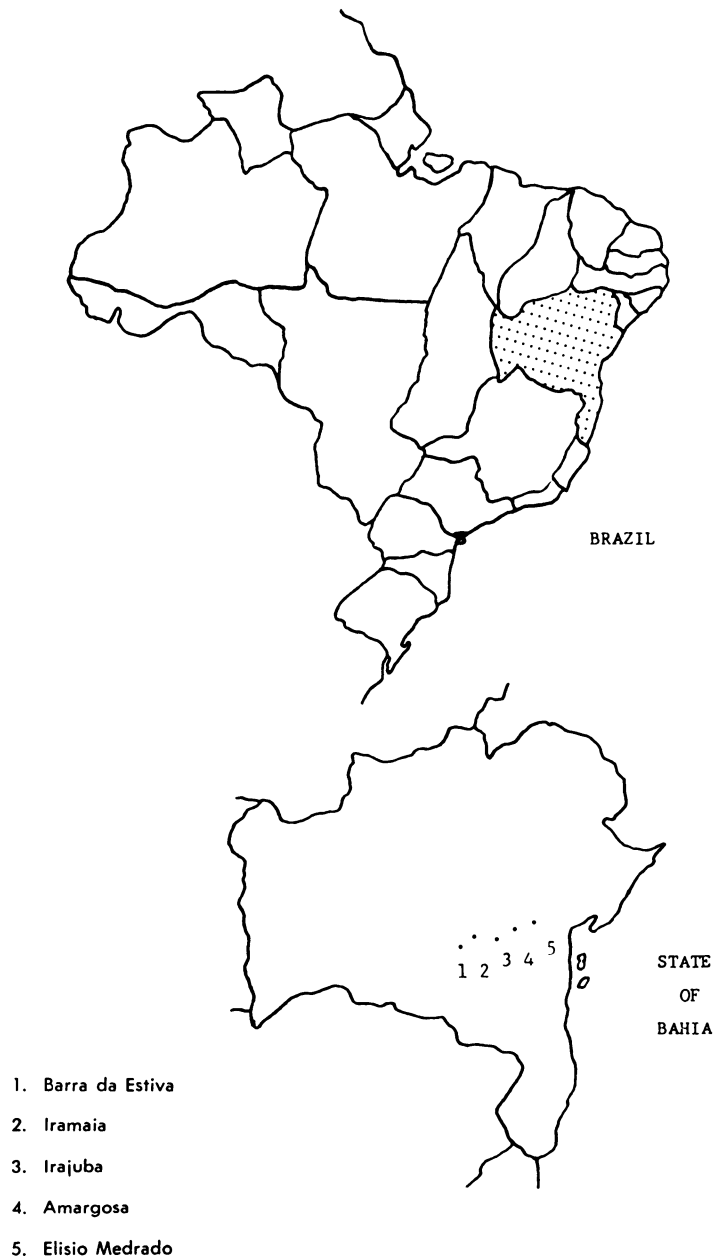 BRAZIL
1 2 3 4 5
STATE
OF
BAHIA
1. Barra da Estiva
2. Iramaia
3. Irajuba
4. Amargosa
5. Elisio Medrado